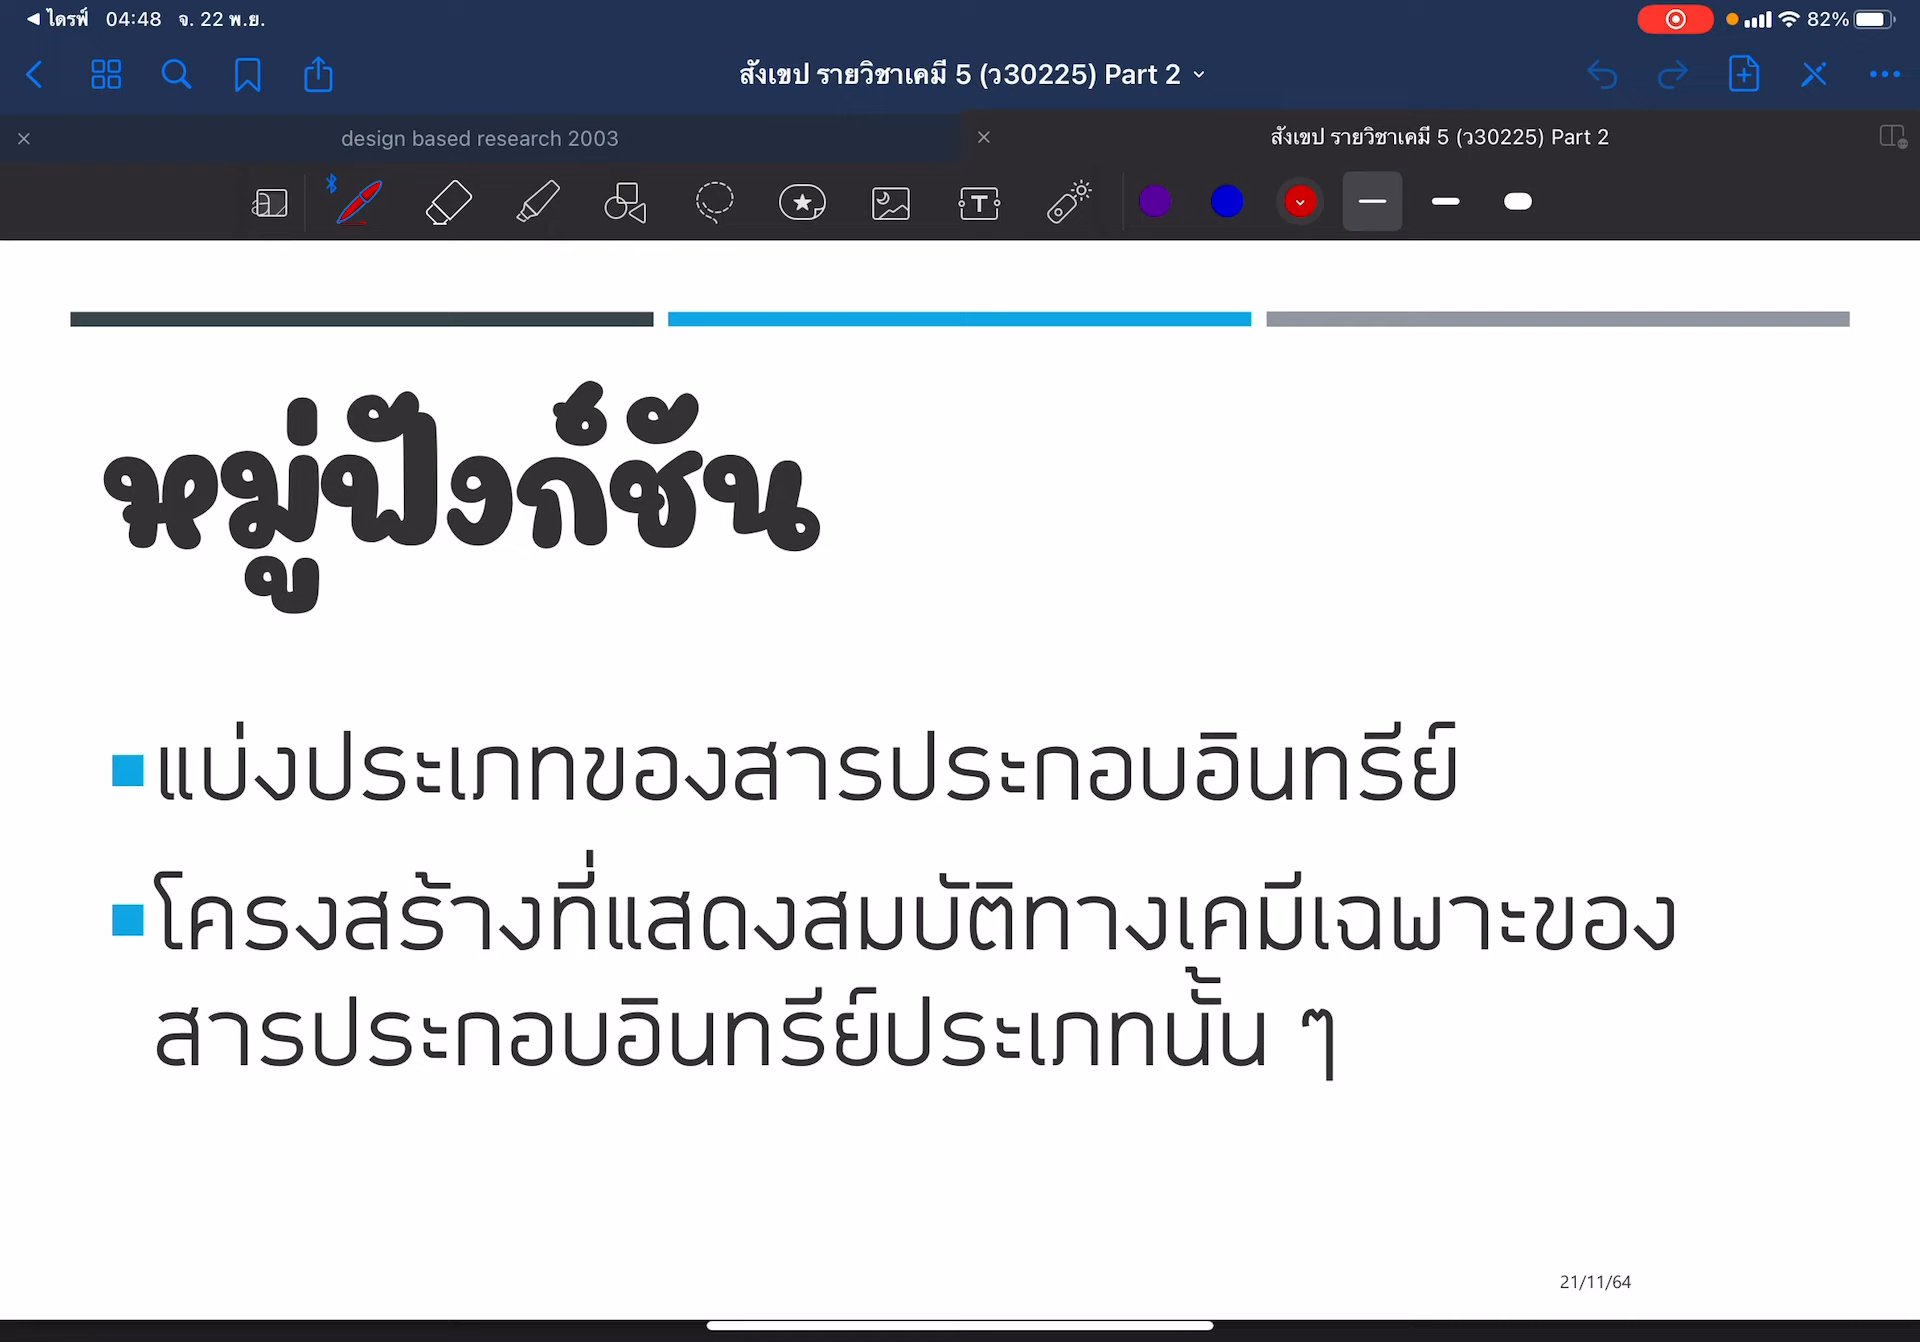 ไดรฟ์ 04:48 จ. 22 พ.ย. 82%
สังเขป รายวิชาเคมี 5 (ว30225) Part 2
design based research 2003
สังเขป รายวิชาเคมี 5 (ว30225) Part 2
หมู่ฟังก์ชัน
แบ่งประเภทของสารประกอบอินทรีย์
โครงสร้างที่แสดงสมบัติทางเคมีเฉพาะของ
สารประกอบอินทรีย์ประเภทนั้น ๆ
21/11/64